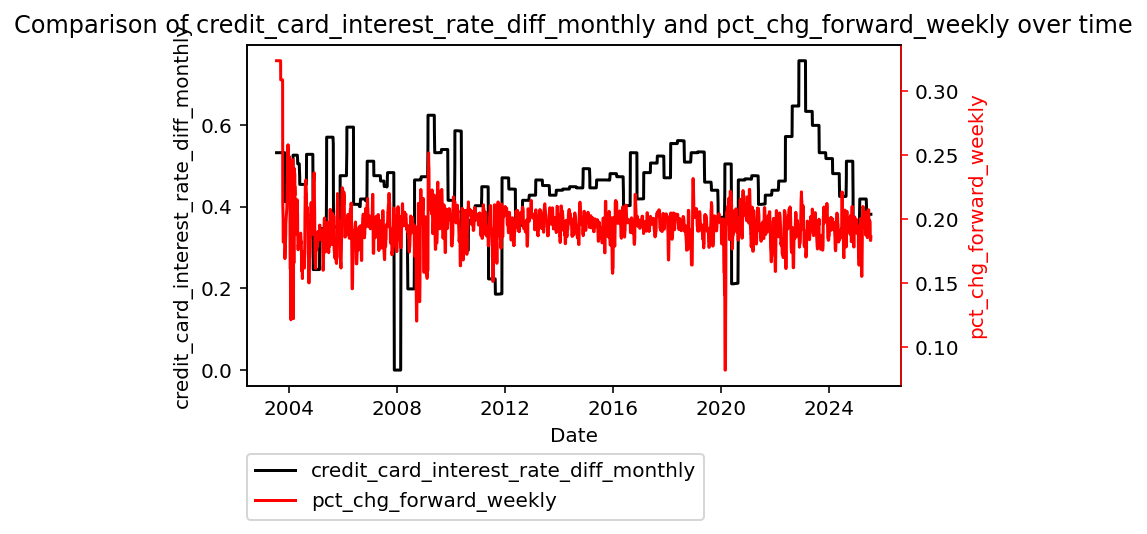 Comparison of credit_card_interest_rate_diff_monthly and pct_chg_forward_weekly over time
credit_card_interest_rate_diff_monthly
0.6
0.4
0.2
0.0
0.30
0.25
0.20
0.15
0.10
pct_chg_forward_weekly
2004 2008 2012 2016 2020 2024
Date
credit_card_interest_rate_diff_monthly
pct_chg_forward_weekly